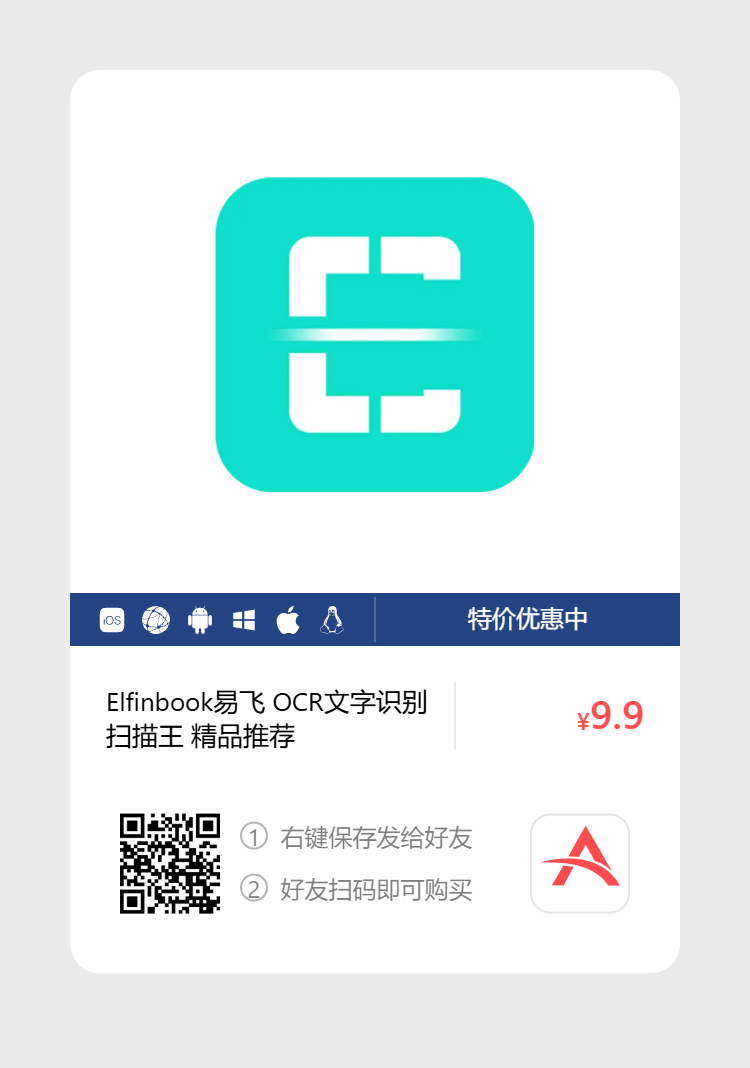 iOS
特价优惠中
Elfinbook易飞 OCR文字识别
扫描王 精品推荐
¥9.9
① 右键保存发给好友
② 好友扫码即可购买